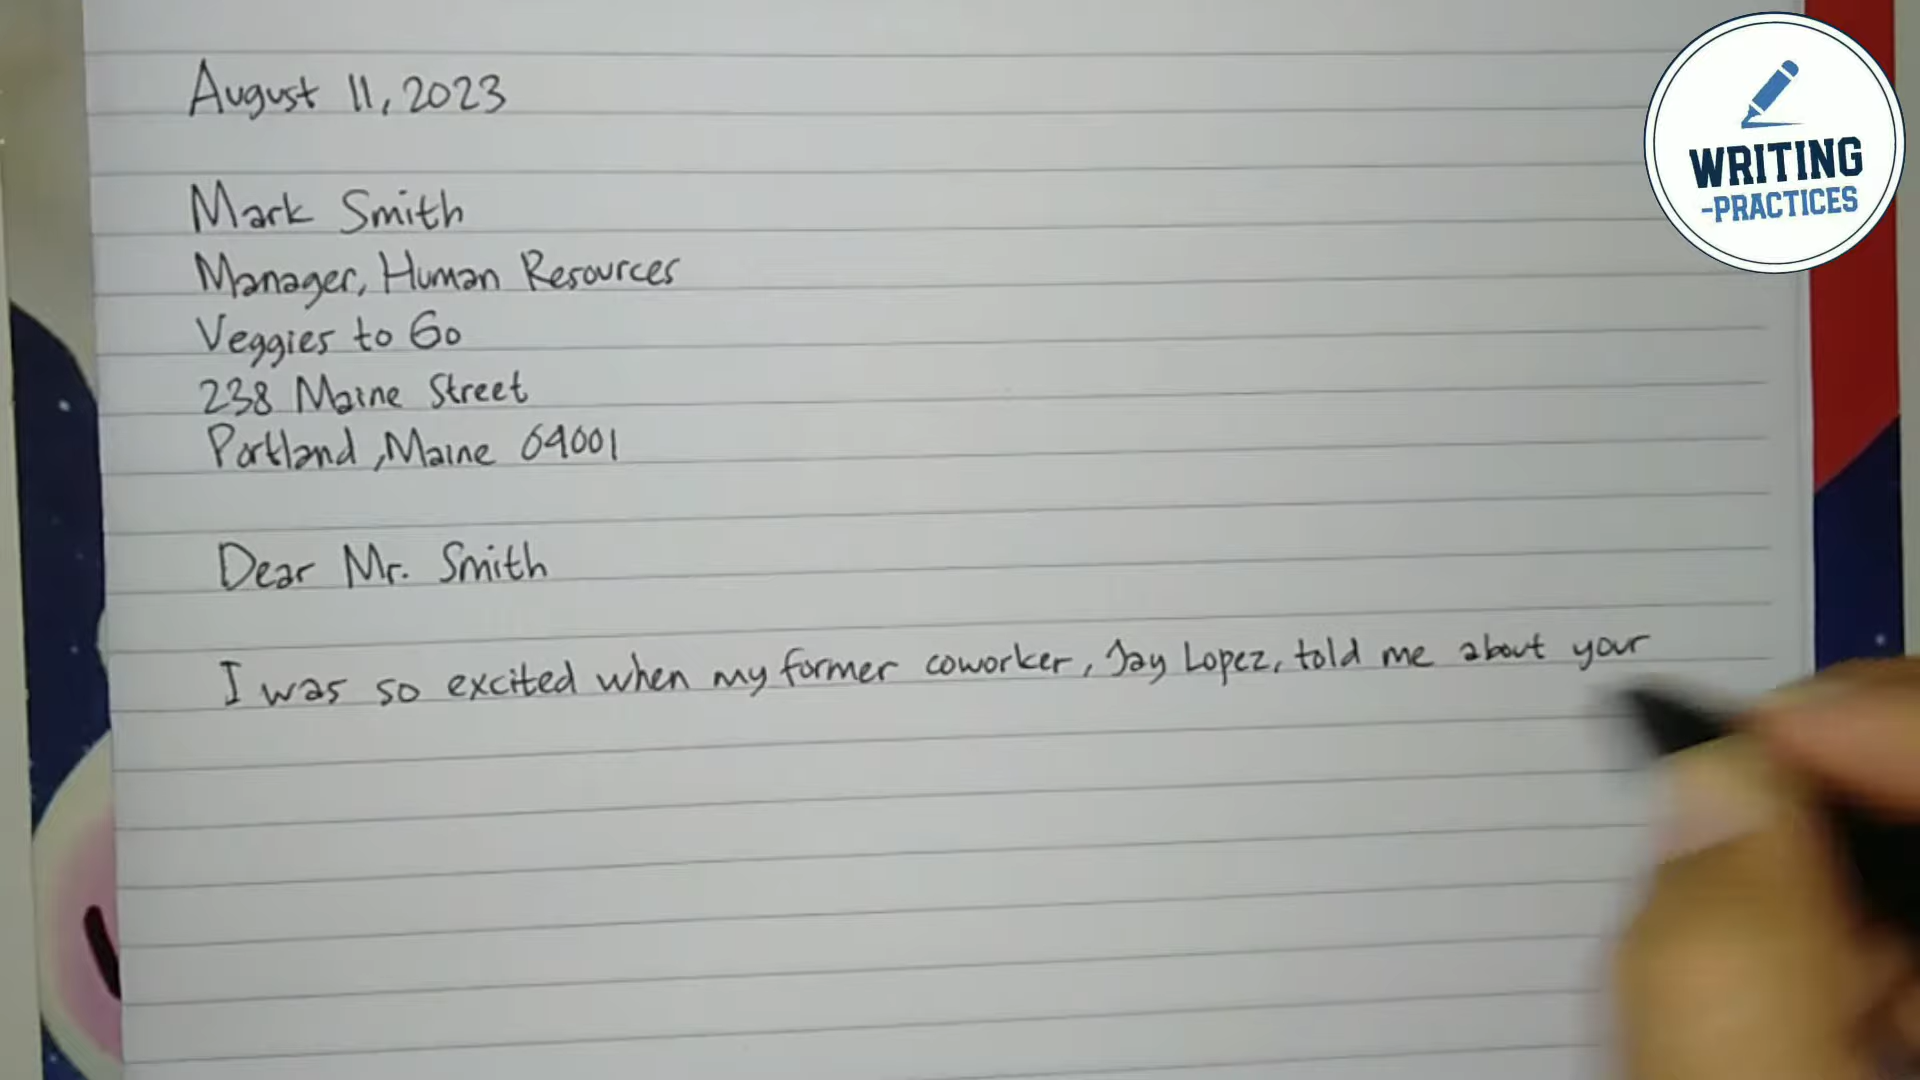 August 11, 2023
Mark Smith
Manager, Human Resources
Veggies to Go
238 Maine Street
Portland, Maine 04001
Dear Mr. Smith
I was so excited when my former coworker, Jay Lopez, told me about your
WRITING
-PRACTICES